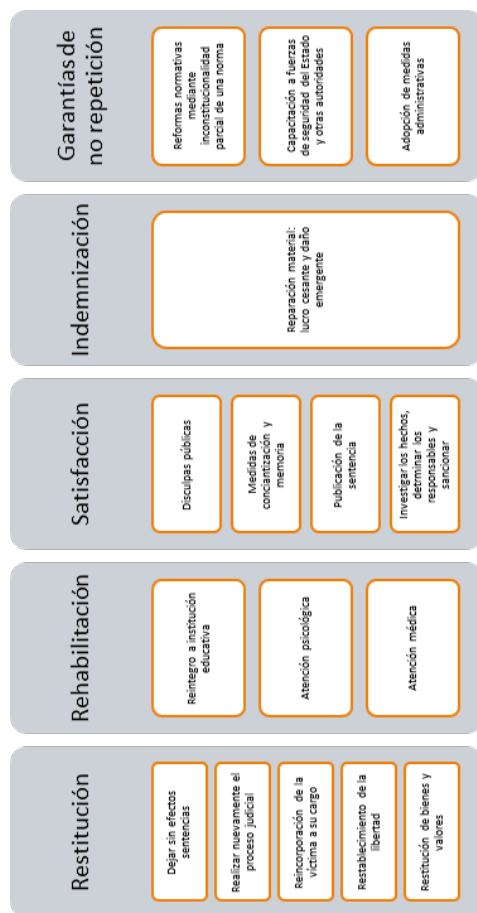 Restitución
Dejar sin efectos
sentencias
Realizar nuevamente el
proceso judicial
Reincorporación de la
víctima a su cargo
Restablecimiento de la
libertad
Restitución de bienes y
valores
Rehabilitación
Reintegro a institución
educativa
Atención psicológica
Atención médica
Satisfacción
Disculpas públicas
Medidas de
conciantización y
memoria
Publicación de la
sentencia
Investigar los hechos,
detrminar los
responsables y
sancionar
Indemnización
Reparación material:
lucro cesante y daño
emergente
Garantías de
no repetición
Reformas normativas
mediante
inconstitucionalidad
parcial de una norma
Capacitación a fuerzas
de seguridad del Estado
y otras autoridades
Adopción de medidas
administrativas